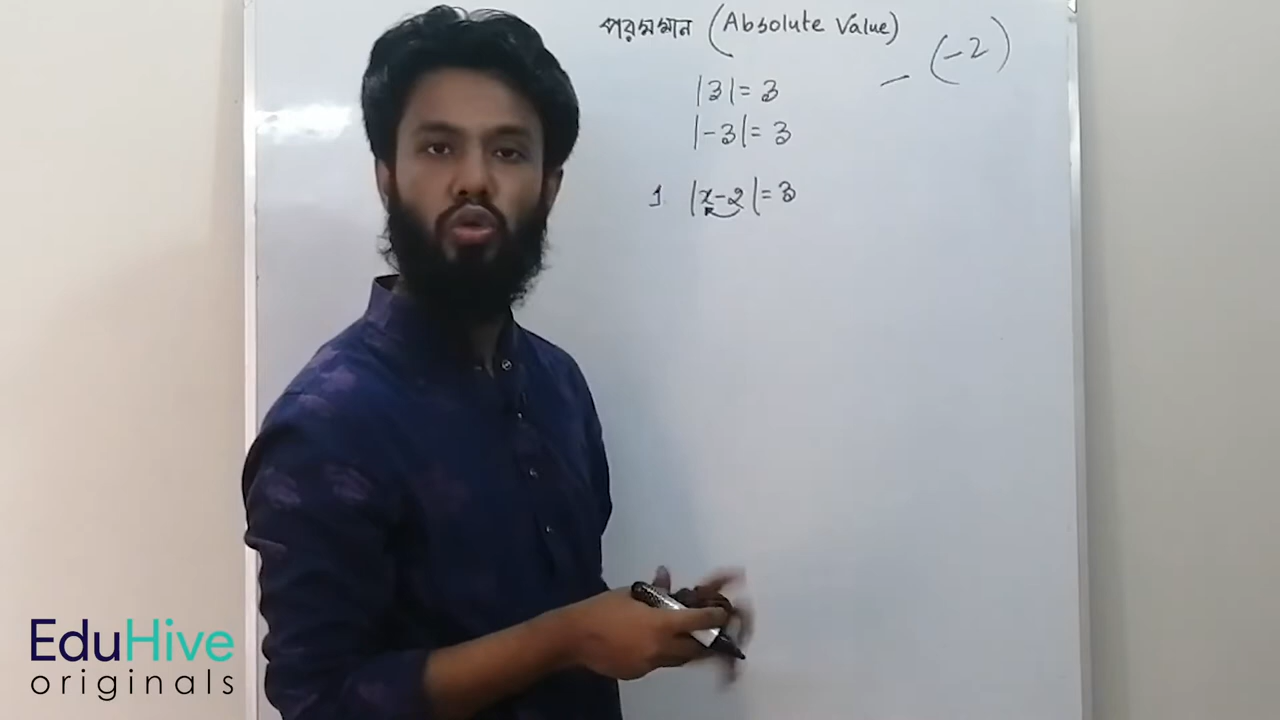 পরমমান (Absolute Value)
- (-2)
|3| = 3
|-3| = 3
1. |x-2| = 3
EduHive
originals